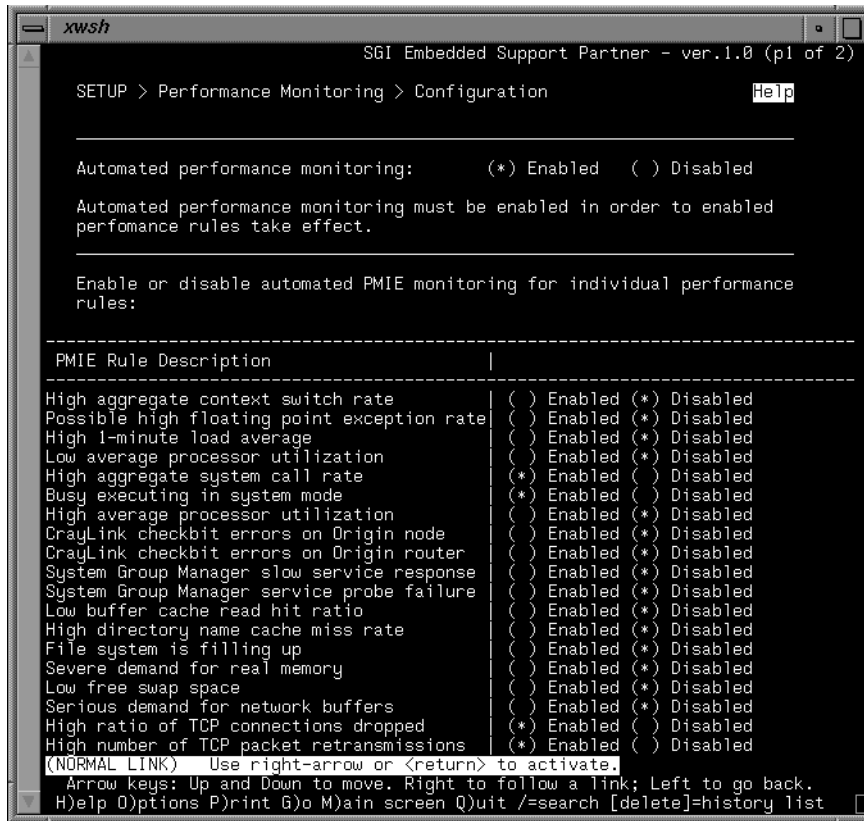 xwsh
SGI Embedded Support Partner - ver.1.0 (p1 of 2)
SETUP > Performance Monitoring > Configuration Help
Automated performance monitoring: (*) Enabled ( ) Disabled
Automated performance monitoring must be enabled in order to enabled
perfomance rules take effect.
Enable or disable automated PMIE monitoring for individual performance
rules:
PMIE Rule Description |
High aggregate context switch rate | ( ) Enabled (*) Disabled
Possible high floating point exception rate| ( ) Enabled (*) Disabled
High 1-minute load average | ( ) Enabled (*) Disabled
Low average processor utilization | ( ) Enabled (*) Disabled
High aggregate system call rate | (*) Enabled ( ) Disabled
Busy executing in system mode | (*) Enabled ( ) Disabled
High average processor utilization | ( ) Enabled (*) Disabled
CrayLink checkbit errors on Origin node | ( ) Enabled (*) Disabled
CrayLink checkbit errors on Origin router | ( ) Enabled (*) Disabled
System Group Manager slow service response | ( ) Enabled (*) Disabled
System Group Manager service probe failure | ( ) Enabled (*) Disabled
Low buffer cache read hit ratio | ( ) Enabled (*) Disabled
High directory name cache miss rate | ( ) Enabled (*) Disabled
File system is filling up | ( ) Enabled (*) Disabled
Severe demand for real memory | ( ) Enabled (*) Disabled
Low free swap space | ( ) Enabled (*) Disabled
Serious demand for network buffers | ( ) Enabled (*) Disabled
High ratio of TCP connections dropped | (*) Enabled ( ) Disabled
High number of TCP packet retransmissions | (*) Enabled ( ) Disabled
(NORMAL LINK) Use right-arrow or <return> to activate.
Arrow keys: Up and Down to move. Right to follow a link; Left to go back.
H)elp O)ptions P)rint G)o M)ain screen Q)uit /=search [delete]=history list